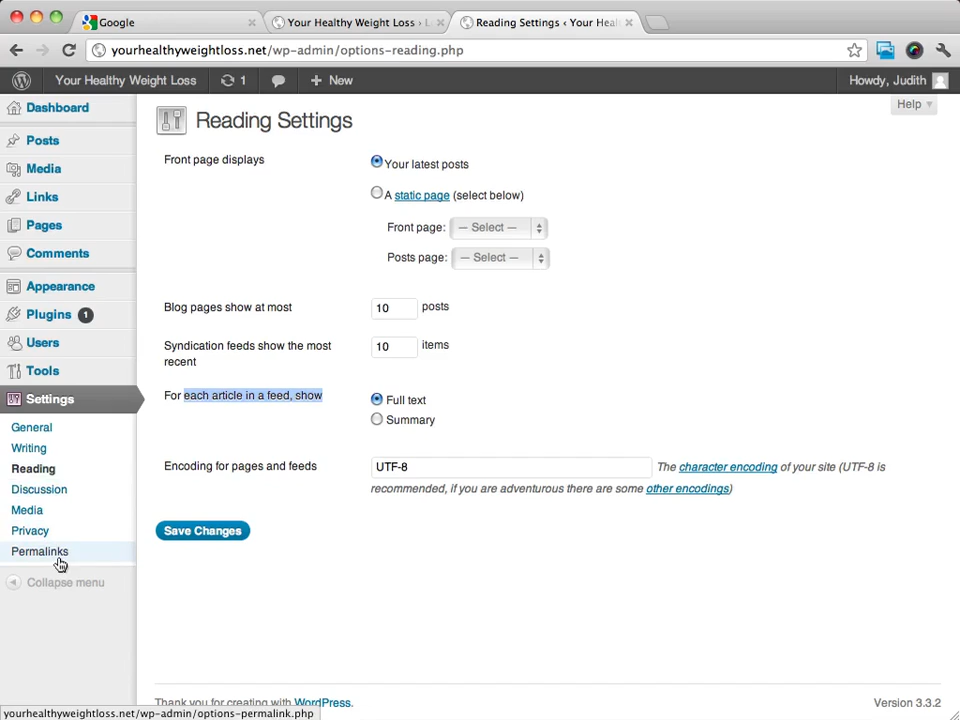 Google
Your Healthy Weight Loss › L
Reading Settings ‹ Your Heal
yourhealthyweightloss.net/wp-admin/options-reading.php
Your Healthy Weight Loss
1
New
Howdy, Judith
Help
Dashboard
Posts
Media
Links
Pages
Comments
Appearance
Plugins 1
Users
Tools
Settings
General
Writing
Reading
Discussion
Media
Privacy
Permalinks
Collapse menu
Reading Settings
Front page displays
Your latest posts
A static page (select below)
Front page: — Select —
Posts page: — Select —
Blog pages show at most 10 posts
Syndication feeds show the most
recent
10 items
For each article in a feed, show
Full text
Summary
Encoding for pages and feeds
UTF-8
The character encoding of your site (UTF-8 is
recommended, if you are adventurous there are some other encodings)
Save Changes
Thank you for creating with WordPress.
Version 3.3.2
yourhealthyweightloss.net/wp-admin/options-permalink.php